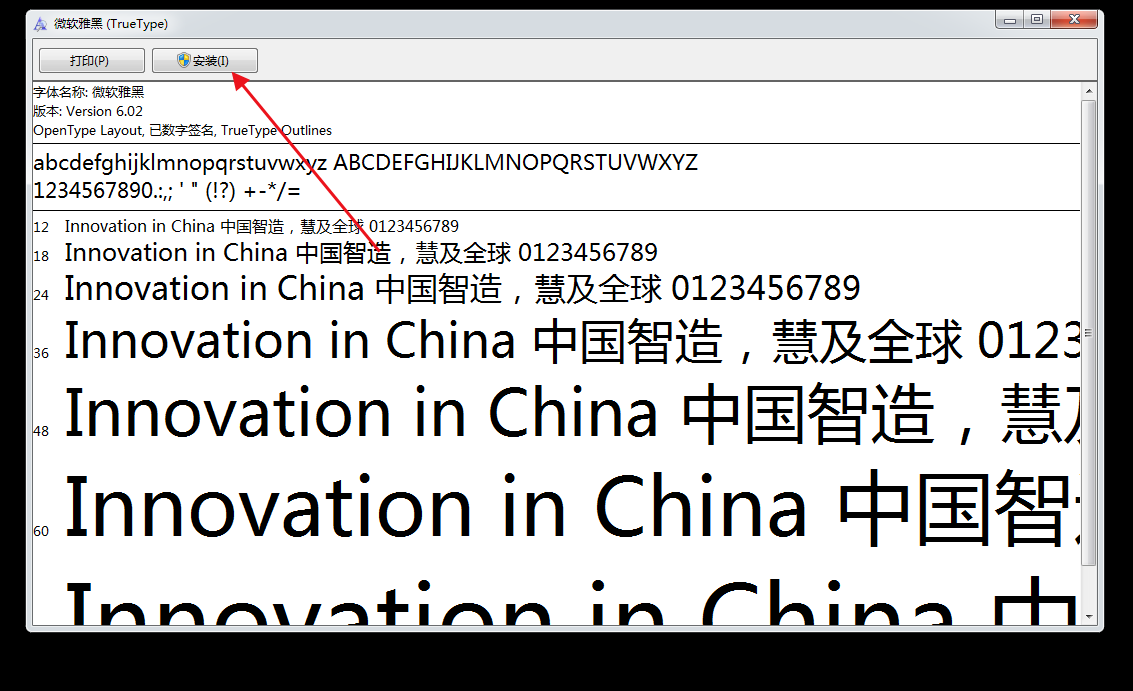 微软雅黑 (TrueType)
打印(P) 安装(I)
字体名称: 微软雅黑
版本: Version 6.02
OpenType Layout, 已数字签名, TrueType Outlines
abcdefghijklmnopqrstuvwxyz ABCDEFGHIJKLMNOPQRSTUVWXYZ
1234567890.:,; ' " (!?) +-*/=
12 Innovation in China 中国智造，慧及全球 0123456789
18 Innovation in China 中国智造，慧及全球 0123456789
24 Innovation in China 中国智造，慧及全球 0123456789
36 Innovation in China 中国智造，慧及全球 0123
48 Innovation in China 中国智造，慧及
60 Innovation in China 中国智
Innovation in China 中